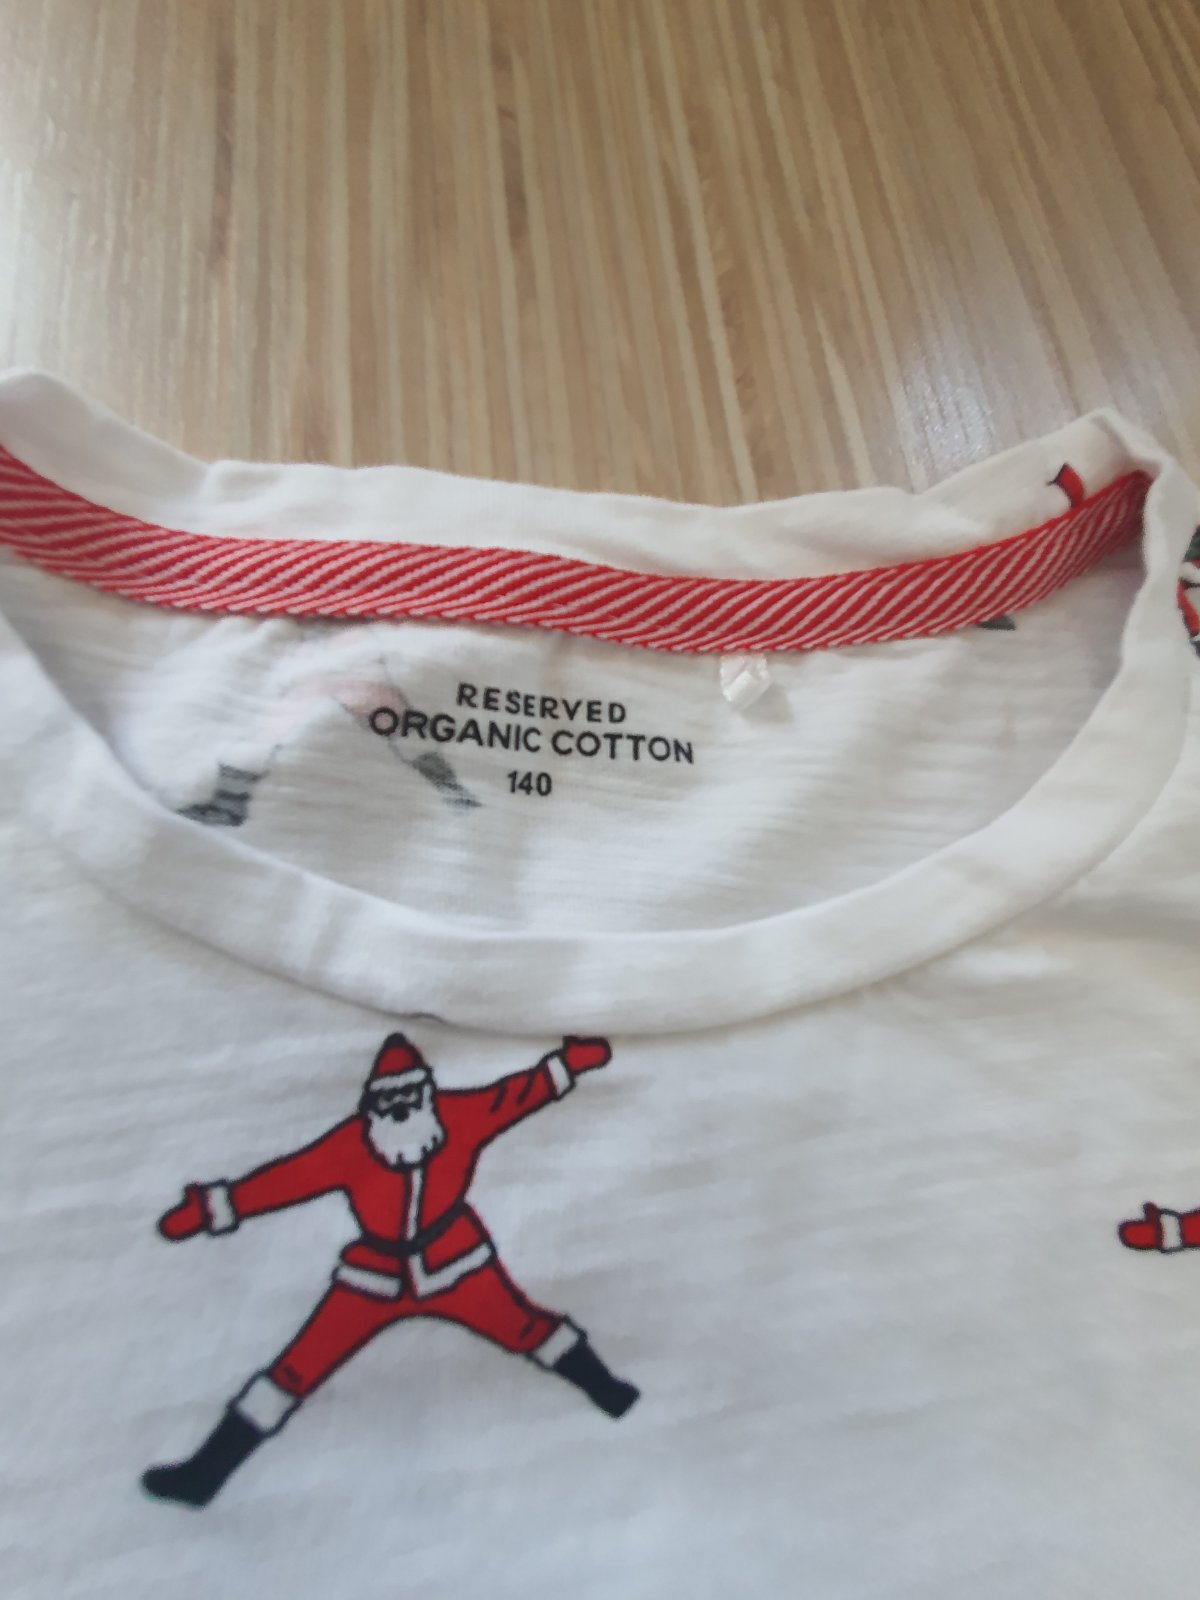 RESERVED
ORGANIC COTTON
140